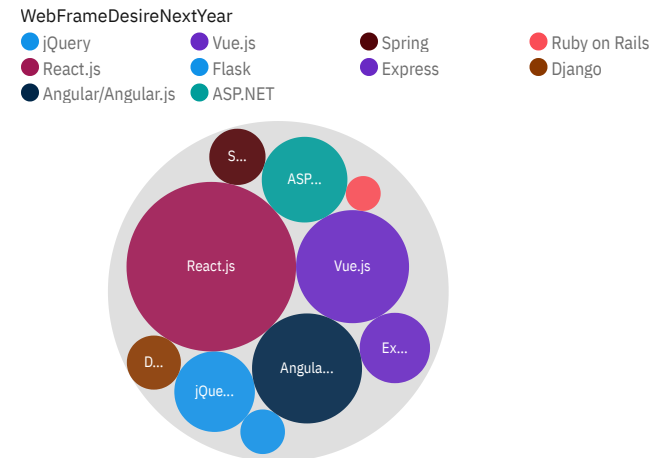 WebFrameDesireNextYear
jQuery Vue.js Spring Ruby on Rails
React.js Flask Express Django
Angular/Angular.js ASP.NET
S...
ASP...
React.js
Vue.js
Ex...
D...
Angula...
jQue...